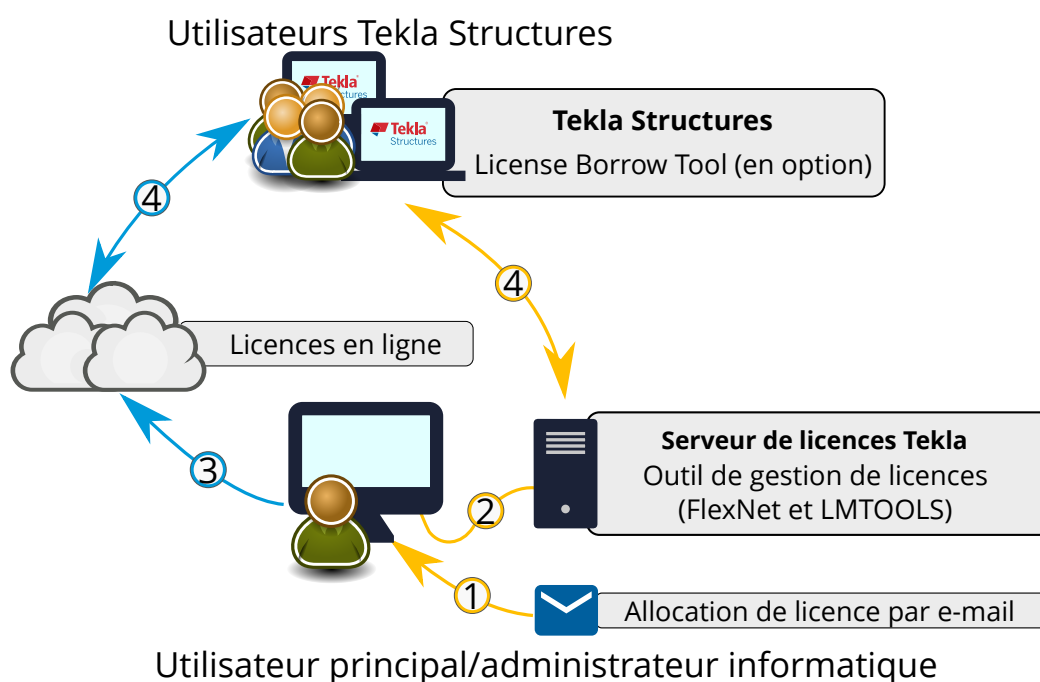 Utilisateurs Tekla Structures
Tekla
ctures
Tekla
Structures
Tekla Structures
License Borrow Tool (en option)
4
4
Licences en ligne
3
2
Serveur de licences Tekla
Outil de gestion de licences
(FlexNet et LMTOOLS)
1
Allocation de licence par e-mail
Utilisateur principal/administrateur informatique